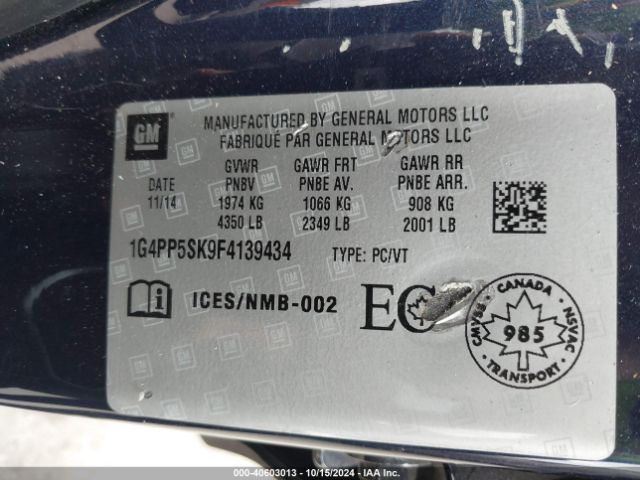 GM
MANUFACTURED BY GENERAL MOTORS LLC
FABRIQUÉ PAR GENERAL MOTORS LLC
GVWR GAWR FRT GAWR RR
DATE PNBV PNBE AV. PNBE ARR.
11/14 1974 KG 1066 KG 908 KG
4350 LB 2349 LB 2001 LB
1G4PP5SK9F4139434 TYPE: PC/VT
ICES/NMB-002 EC
CANADA
CMVSS 985 NSVAC
TRANSPORT
000-40603013 - 10/15/2024 - IAA Inc.